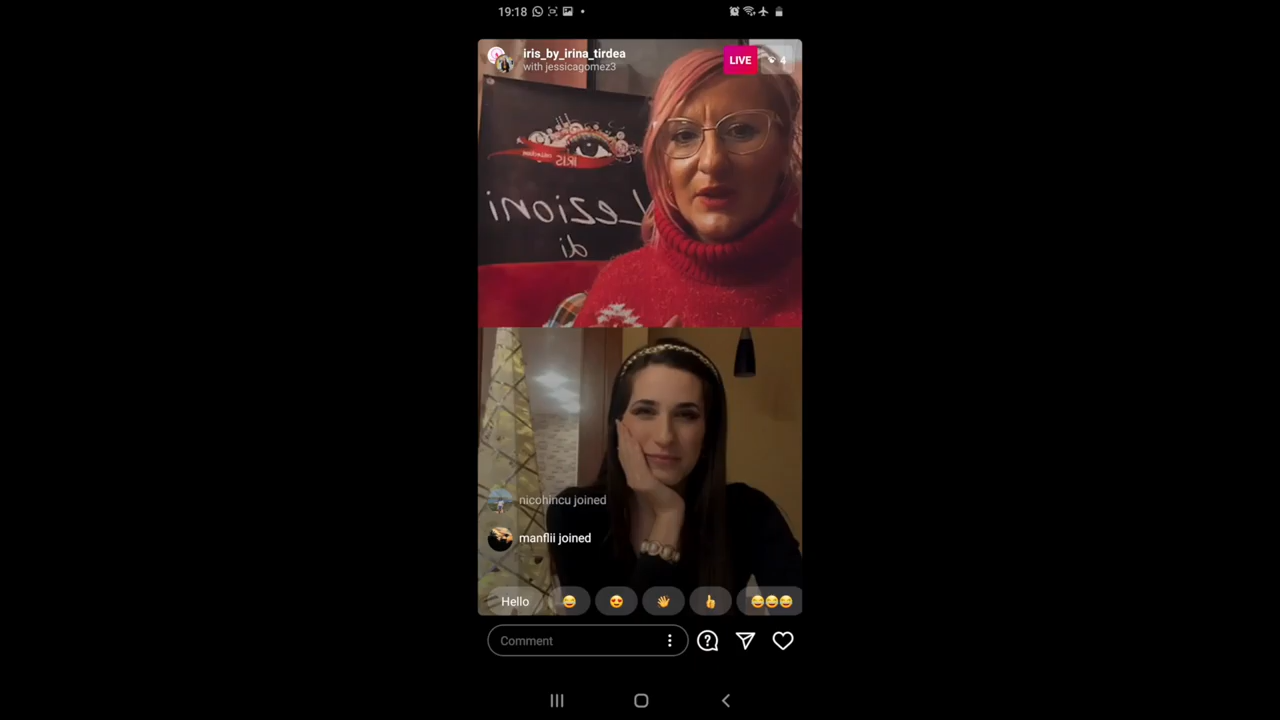 19:18
iris_by_irina_tirdea
with jessicagomez3
LIVE
4
IRIS
Lezioni
di
nicohincu joined
manflii joined
Hello
Comment